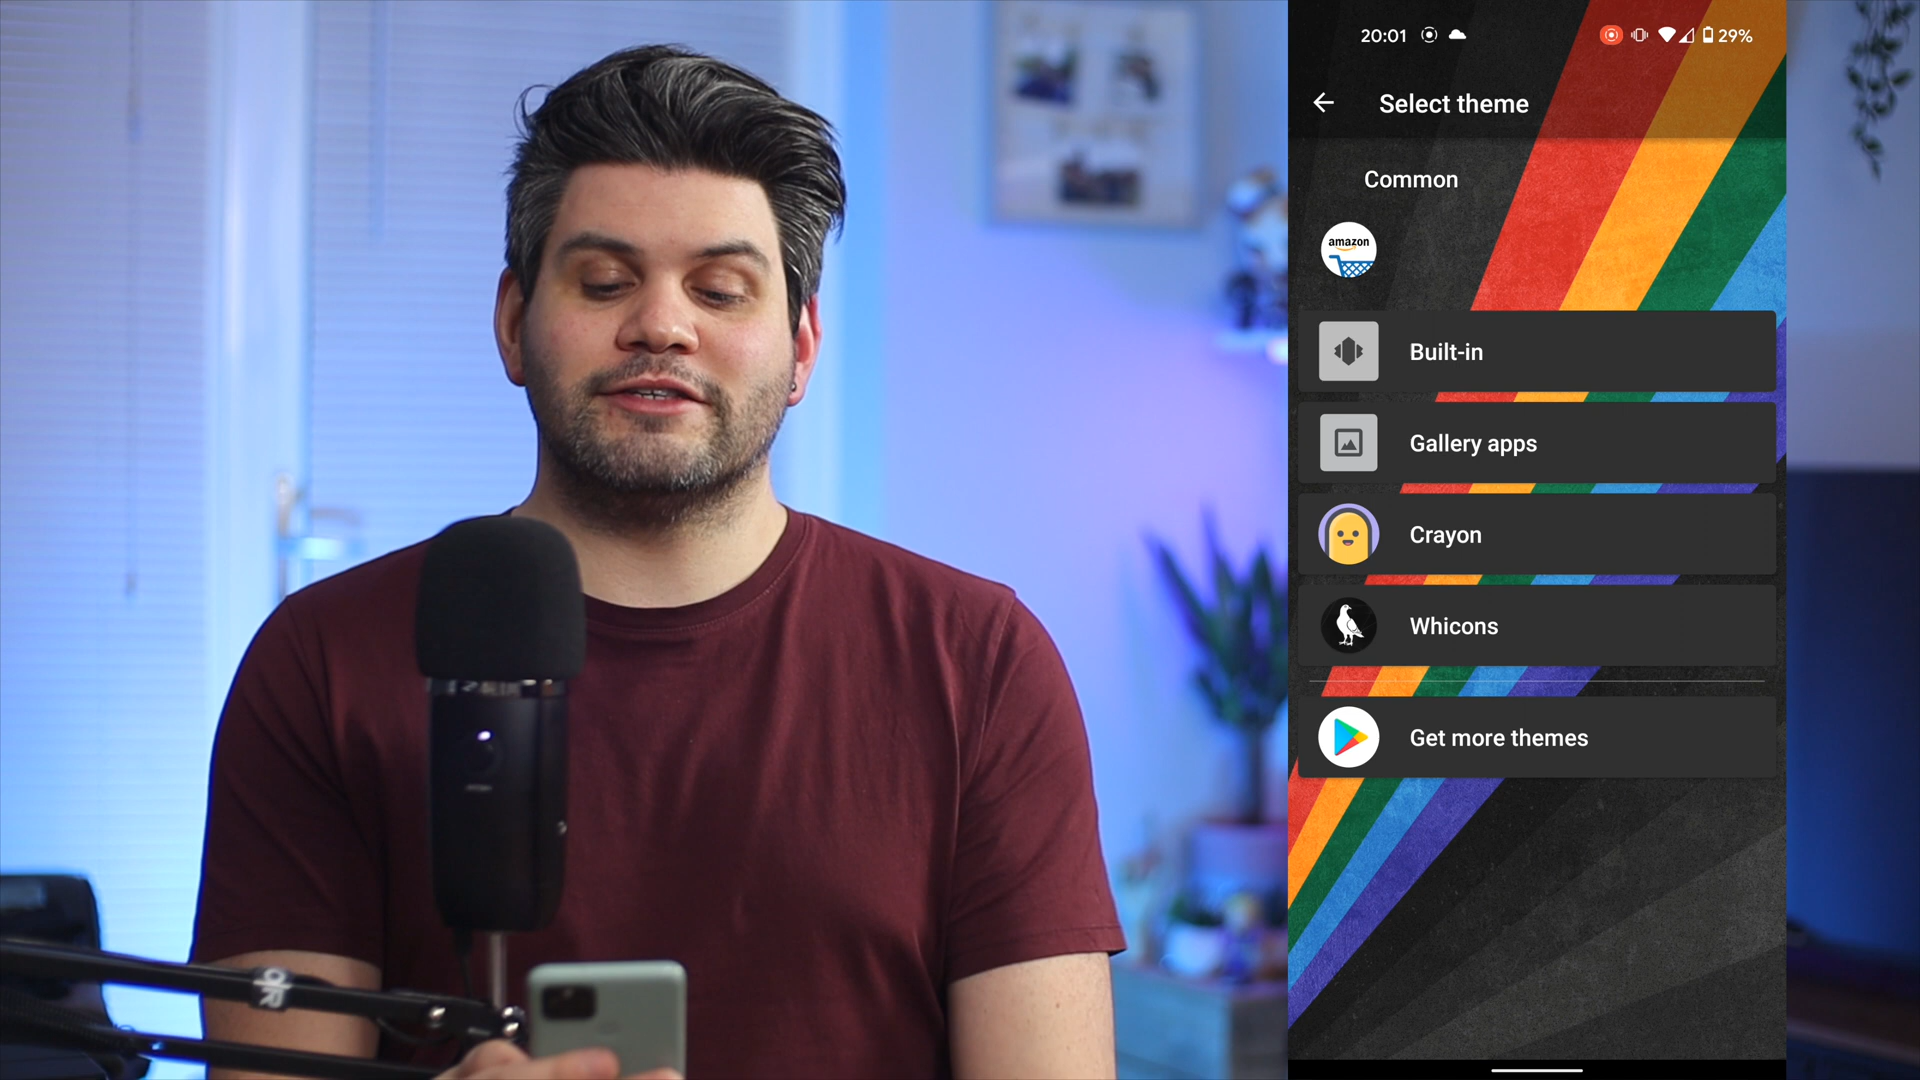 20:01
29%
Select theme
Common
amazon
Built-in
Gallery apps
Crayon
Whicons
Get more themes